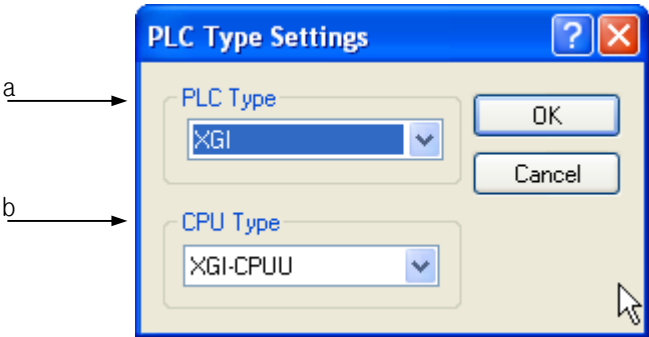 PLC Type Settings
a
PLC Type
XGI
OK
Cancel
b
CPU Type
XGI-CPUU